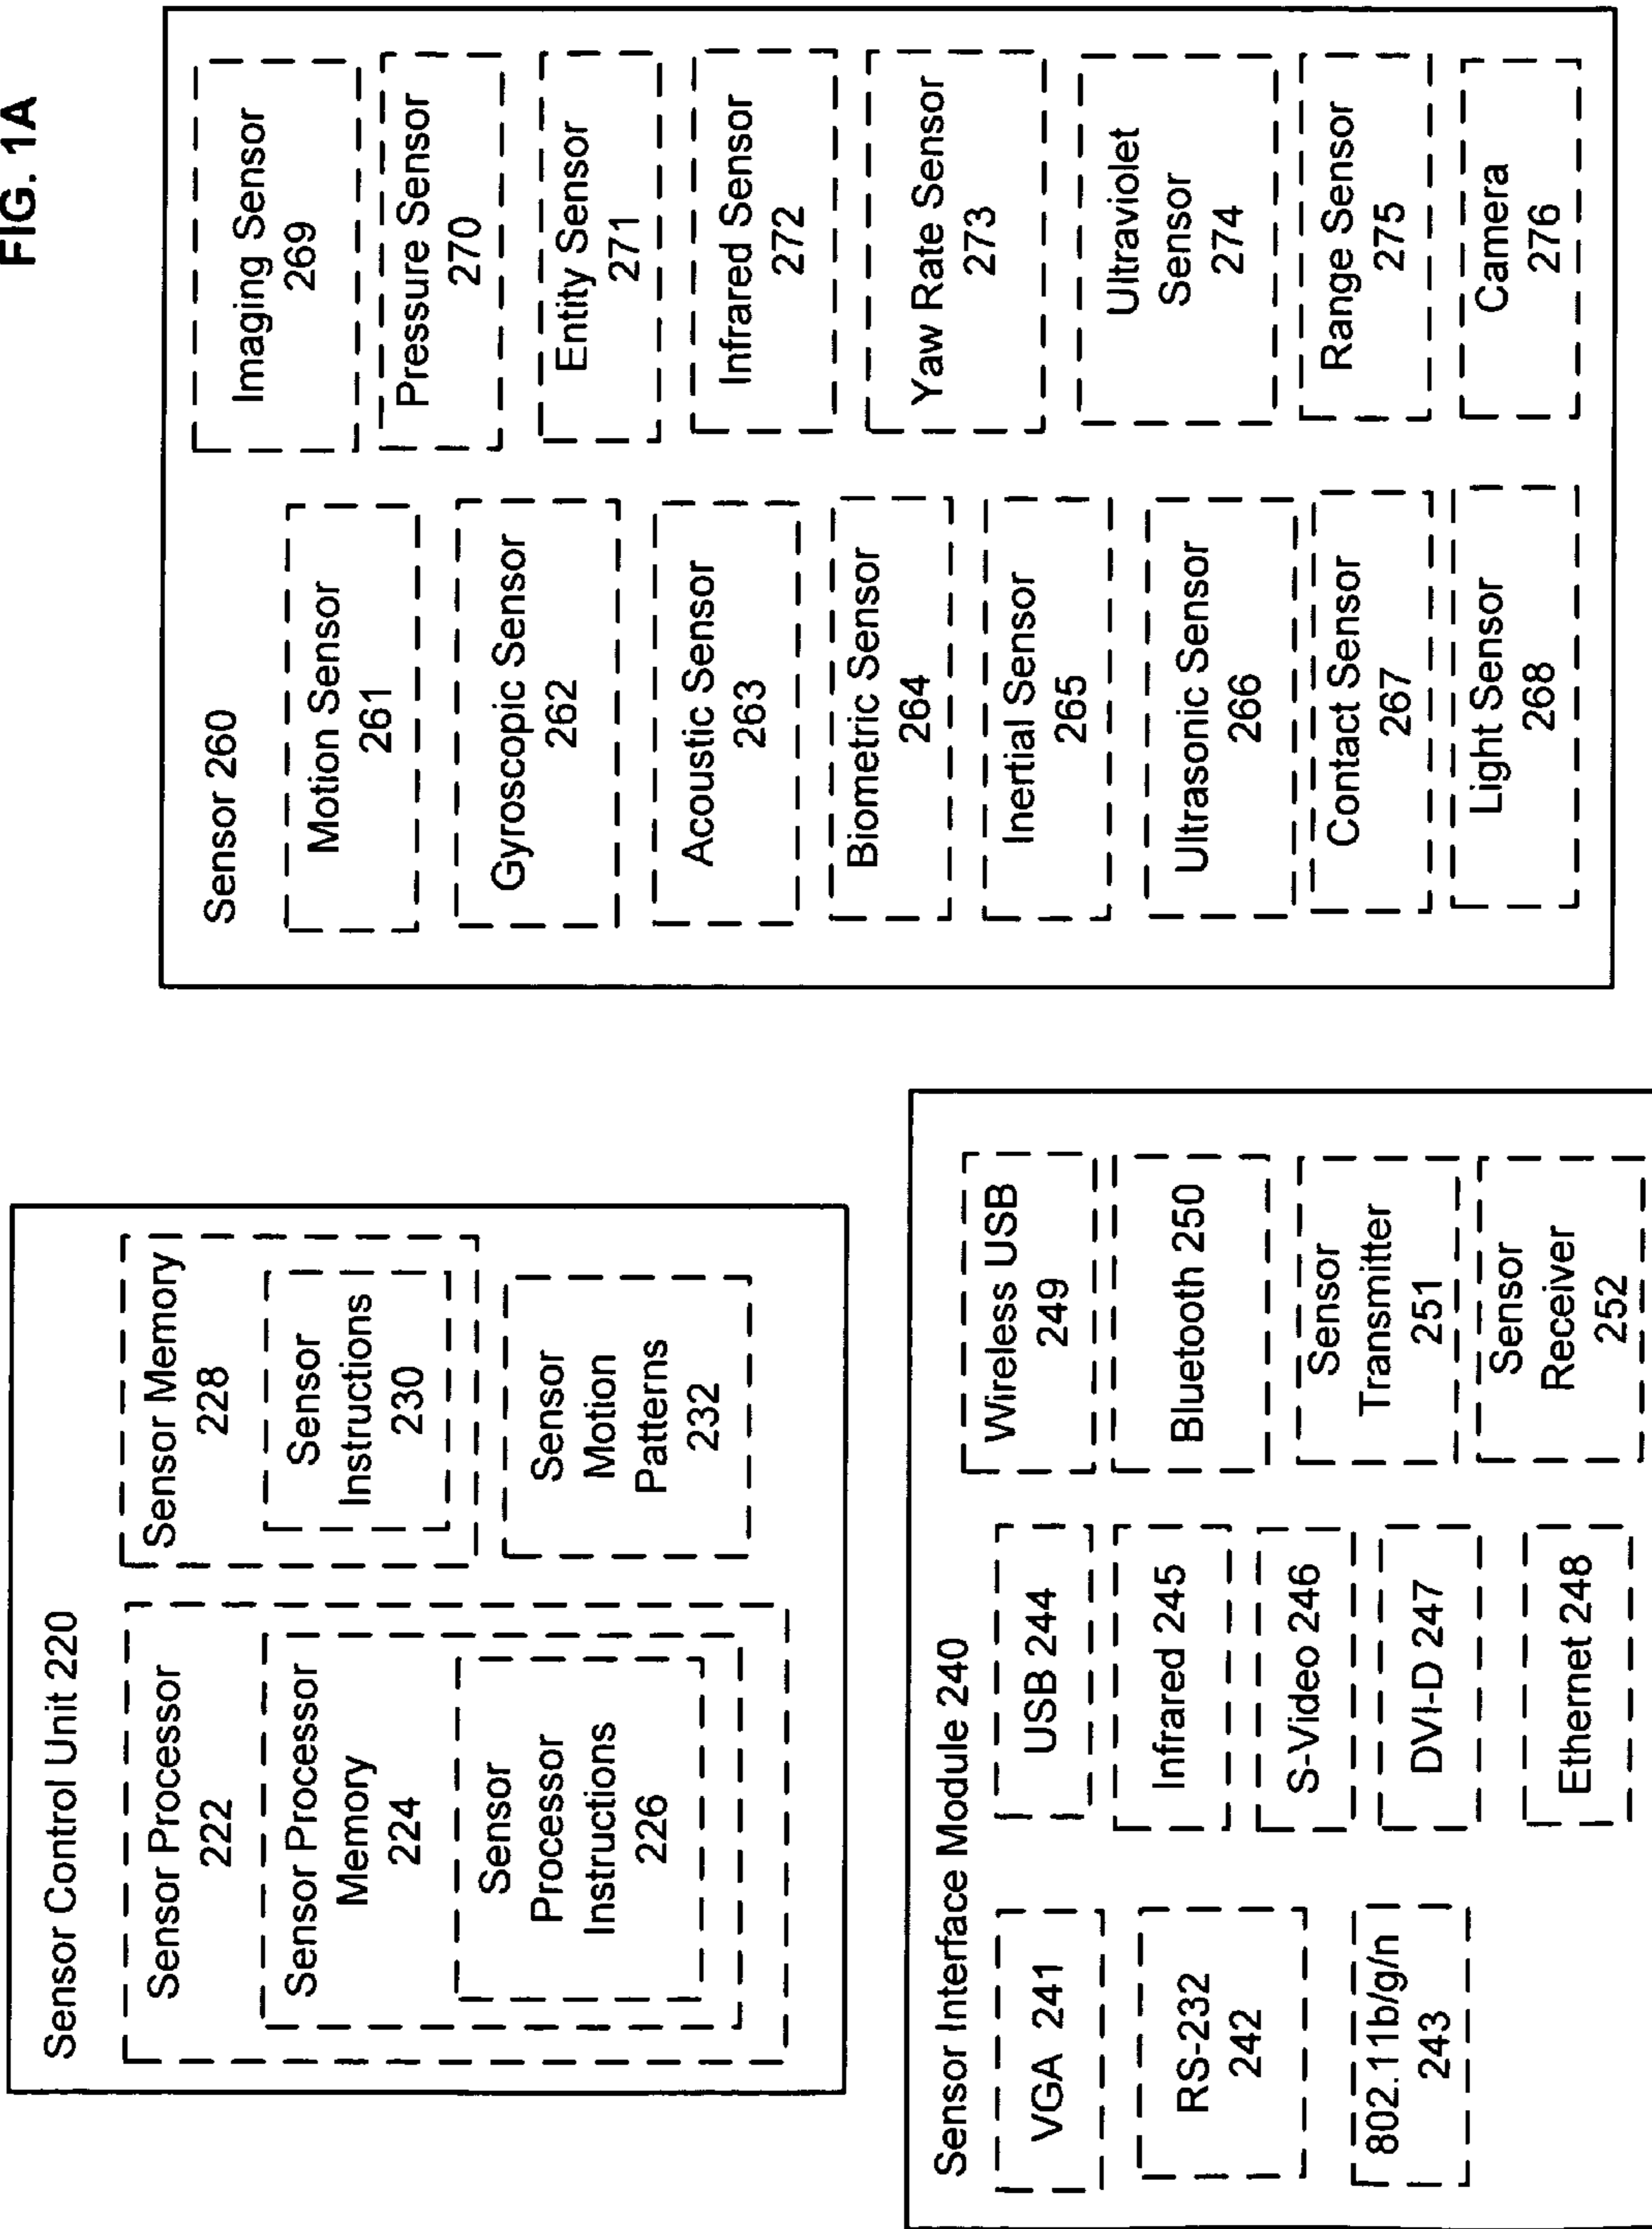 FIG. 1A
Sensor Control Unit 220
Sensor Processor
222
Sensor Processor
Memory
224
Sensor
Processor
Instructions
226
Sensor Memory
228
Sensor
Instructions
230
Sensor
Motion
Patterns
232
Sensor Interface Module 240
VGA 241
RS-232
242
802.11b/g/n
243
USB 244
Infrared 245
S-Video 246
DVI-D 247
Ethernet 248
Wireless USB
249
Bluetooth 250
Sensor
Transmitter
251
Sensor
Receiver
252
Sensor 260
Motion Sensor
261
Gyroscopic Sensor
262
Acoustic Sensor
263
Biometric Sensor
264
Inertial Sensor
265
Ultrasonic Sensor
266
Contact Sensor
267
Light Sensor
268
Imaging Sensor
269
Pressure Sensor
270
Entity Sensor
271
Infrared Sensor
272
Yaw Rate Sensor
273
Ultraviolet
Sensor
274
Range Sensor
275
Camera
276